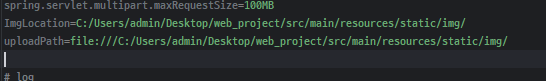 spring.servlet.multipart.maxRequestSize=100MB
ImgLocation=C:/Users/admin/Desktop/web_project/src/main/resources/static/img/
uploadPath=file:///C:/Users/admin/Desktop/web_project/src/main/resources/static/img/
# log